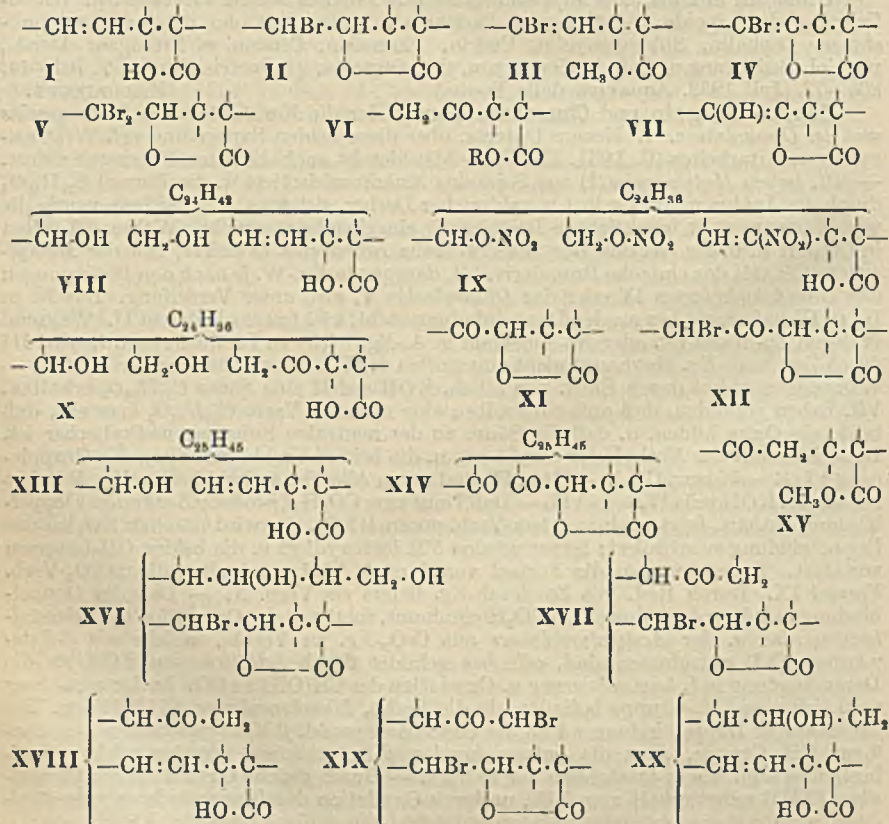 —CH:CH·C·C— —CHBr·CH·C·C— —CBr:CH·C·C— —CBr:C·C·C—
I HO·CO II O——CO III CH₃O·CO IV O——CO
—CBr₂·CH·C·C— —CH₂·CO·C·C— —C(OH):C·C·C—
V O——CO VI RO·CO VII O——CO
C₂₄H₄₂ C₂₄H₃₈
—CH·OH CH₂·OH CH:CH·C·C— —CH·O·NO₂ CH₂·O·NO₂ CH:C(NO₂)·C·C—
VIII HO·CO IX HO·CO
C₂₄H₃₆
—CH·OH CH₂·OH CH₂·CO·C·C— —CO·CH·C·C— —CHBr·CO·CH·C·C—
X HO·CO XI O——CO XII O——CO
C₂₅H₄₅ C₂₅H₄₅
XIII —CH·OH CH:CH·C·C— XIV —CO CO·CH·C·C— —CO·CH₂·C·C—
HO·CO O——CO XV CH₃O·CO
—CH·CH(OH)·CH·CH₂·OH —CH·CO·CH₂
XVI —CHBr·CH·C·C— XVII —CHBr·CH·C·C—
O——CO O——CO
—CH·CO·CH₂ —CH·CO·CHBr —CH·CH(OH)·CH₂
XVIII —CH:CH·C·C— XIX —CHBr·CH·C·C— XX —CH:CH·C·C—
HO·CO O——CO HO·CO